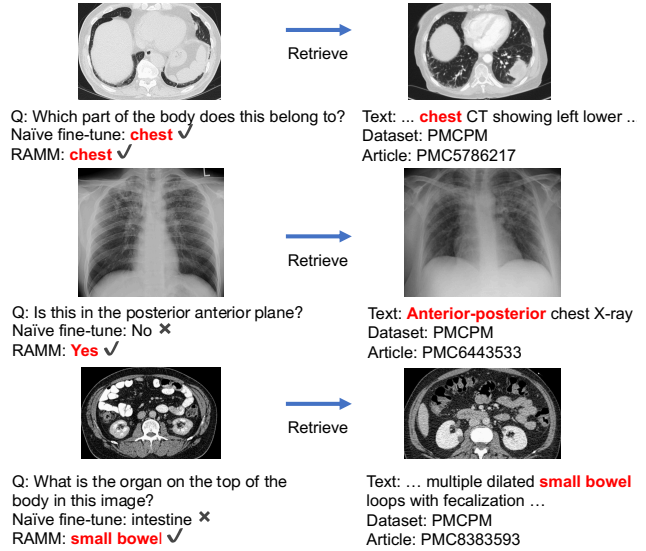 Retrieve
Q: Which part of the body does this belong to?
Naïve fine-tune: chest ✓
RAMM: chest ✓
Text: ... chest CT showing left lower ..
Dataset: PMCPM
Article: PMC5786217
L
Retrieve
Q: Is this in the posterior anterior plane?
Naïve fine-tune: No ✕
RAMM: Yes ✓
Text: Anterior-posterior chest X-ray
Dataset: PMCPM
Article: PMC6443533
Retrieve
Q: What is the organ on the top of the
body in this image?
Naïve fine-tune: intestine ✕
RAMM: small bowel ✓
Text: … multiple dilated small bowel
loops with fecalization …
Dataset: PMCPM
Article: PMC8383593